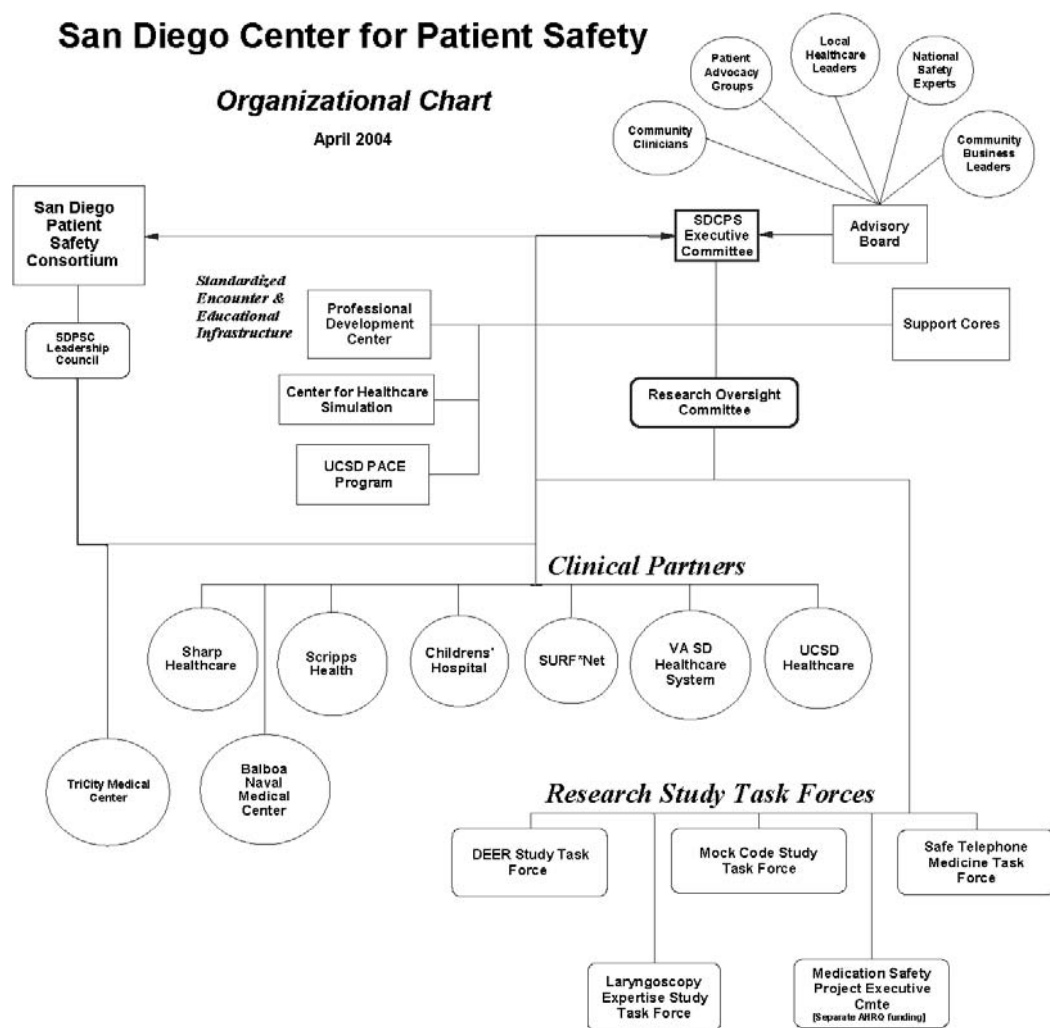 San Diego Center for Patient Safety
Organizational Chart
April 2004
Community
Clinicians
Patient
Advocacy
Groups
Local
Healthcare
Leaders
National
Safety
Experts
Community
Business
Leaders
San Diego
Patient
Safety
Consortium
SDCPS
Executive
Committee
Advisory
Board
Standardized
Encounter &
Educational
Infrastructure
Professional
Development
Center
Support Cores
SDPSC
Leadership
Council
Center for Healthcare
Simulation
Research Oversight
Committee
UCSD PACE
Program
Clinical Partners
Sharp
Healthcare
Scripps
Health
Childrens'
Hospital
SURF*Net
VA SD
Healthcare
System
UCSD
Healthcare
TriCity Medical
Center
Balboa
Naval
Medical
Center
Research Study Task Forces
DEER Study Task
Force
Mock Code Study
Task Force
Safe Telephone
Medicine Task
Force
Laryngoscopy
Expertise Study
Task Force
Medication Safety
Project Executive
Cmte
[Separate AHRQ funding]